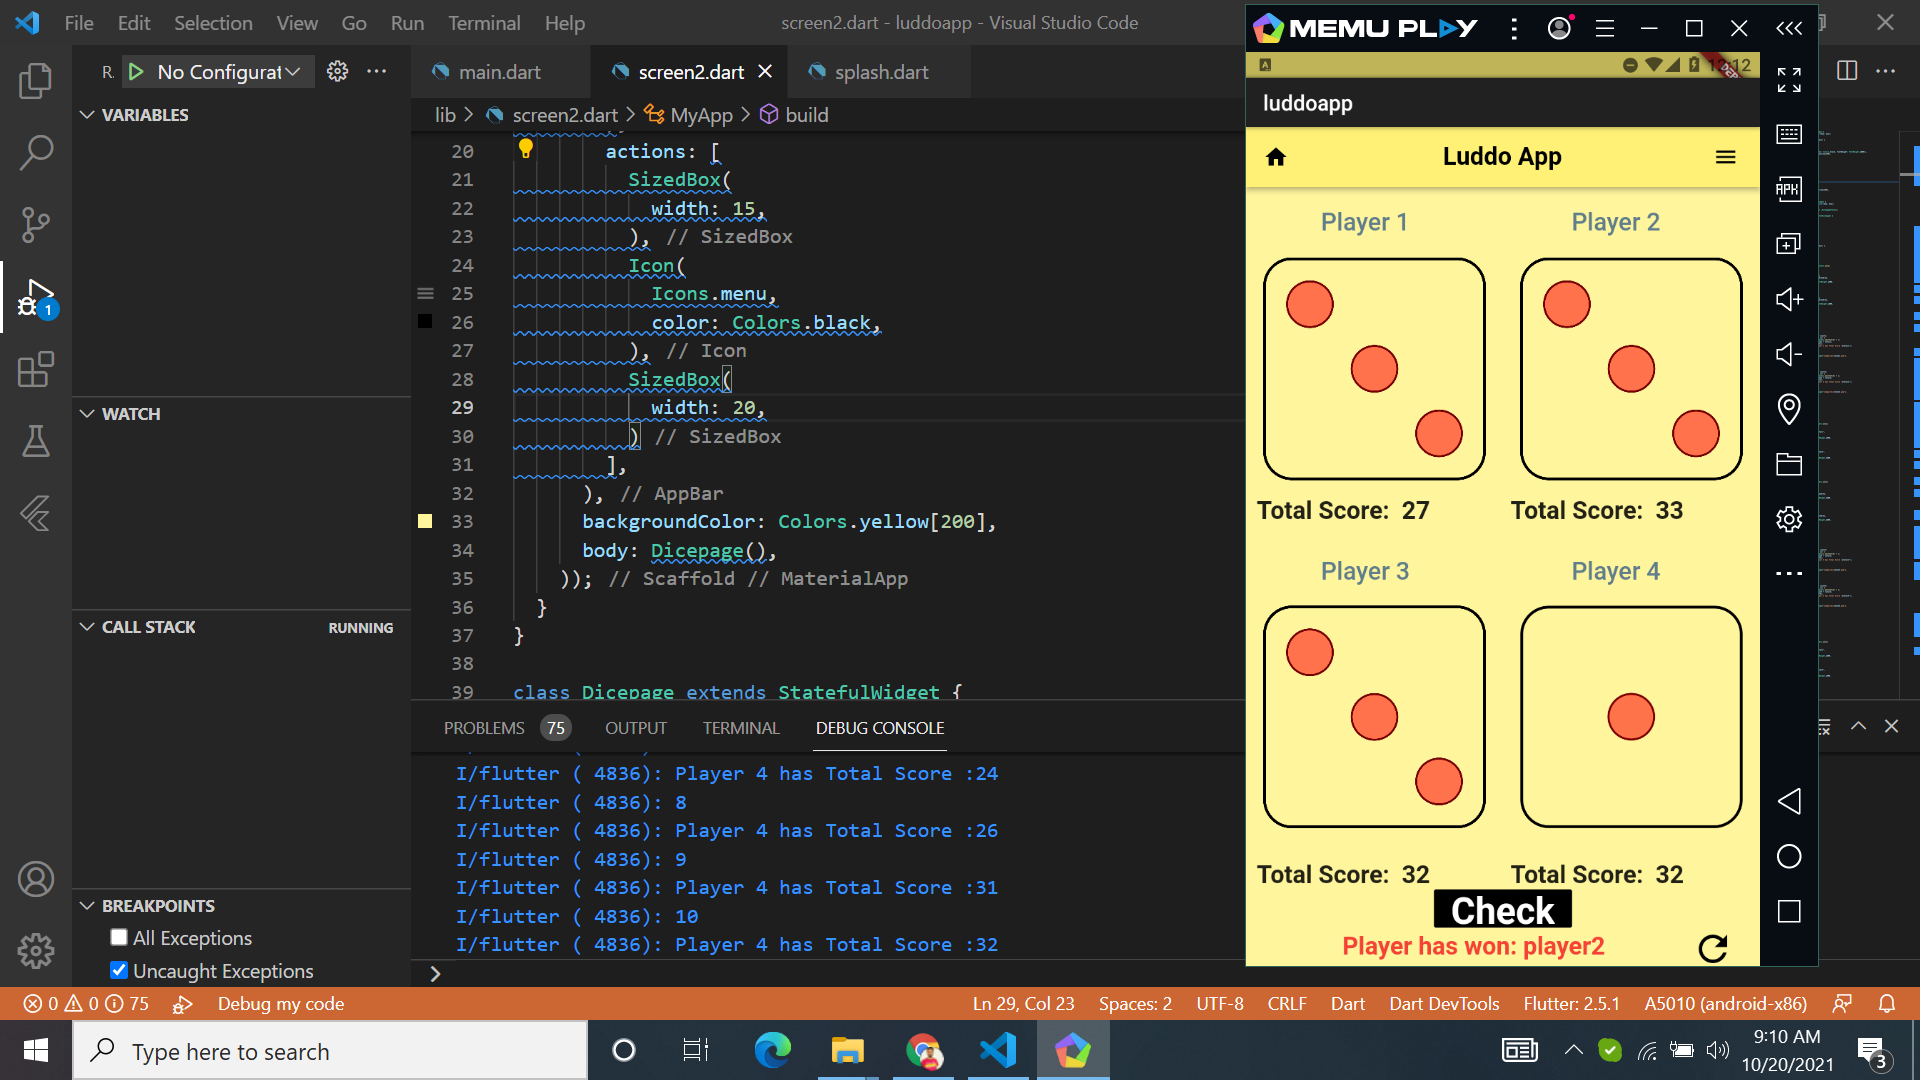 File Edit Selection View Go Run Terminal Help
screen2.dart - luddoapp - Visual Studio Code
R. No Configurat
main.dart screen2.dart splash.dart
lib > screen2.dart > MyApp > build
VARIABLES
WATCH
CALL STACK RUNNING
BREAKPOINTS
All Exceptions
Uncaught Exceptions
1
20 actions: [
21 SizedBox(
22 width: 15,
23 ), // SizedBox
24 Icon(
25 Icons.menu,
26 color: Colors.black,
27 ), // Icon
28 SizedBox(
29 width: 20,
30 ) // SizedBox
31 ],
32 ), // AppBar
33 backgroundColor: Colors.yellow[200],
34 body: Dicepage(),
35 )); // Scaffold // MaterialApp
36 }
37 }
38
39 class Dicepage extends StatefulWidget {
PROBLEMS 75 OUTPUT TERMINAL DEBUG CONSOLE
I/flutter ( 4836): Player 4 has Total Score :24
I/flutter ( 4836): 8
I/flutter ( 4836): Player 4 has Total Score :26
I/flutter ( 4836): 9
I/flutter ( 4836): Player 4 has Total Score :31
I/flutter ( 4836): 10
I/flutter ( 4836): Player 4 has Total Score :32
MEMU PLAY
A
luddoapp
Luddo App
Player 1 Player 2
Total Score: 27 Total Score: 33
Player 3 Player 4
Total Score: 32 Total Score: 32
Check
Player has won: player2
APK
0 0 75 Debug my code
Ln 29, Col 23 Spaces: 2 UTF-8 CRLF Dart Dart DevTools Flutter: 2.5.1 A5010 (android-x86)
Type here to search
9:10 AM
10/20/2021
3